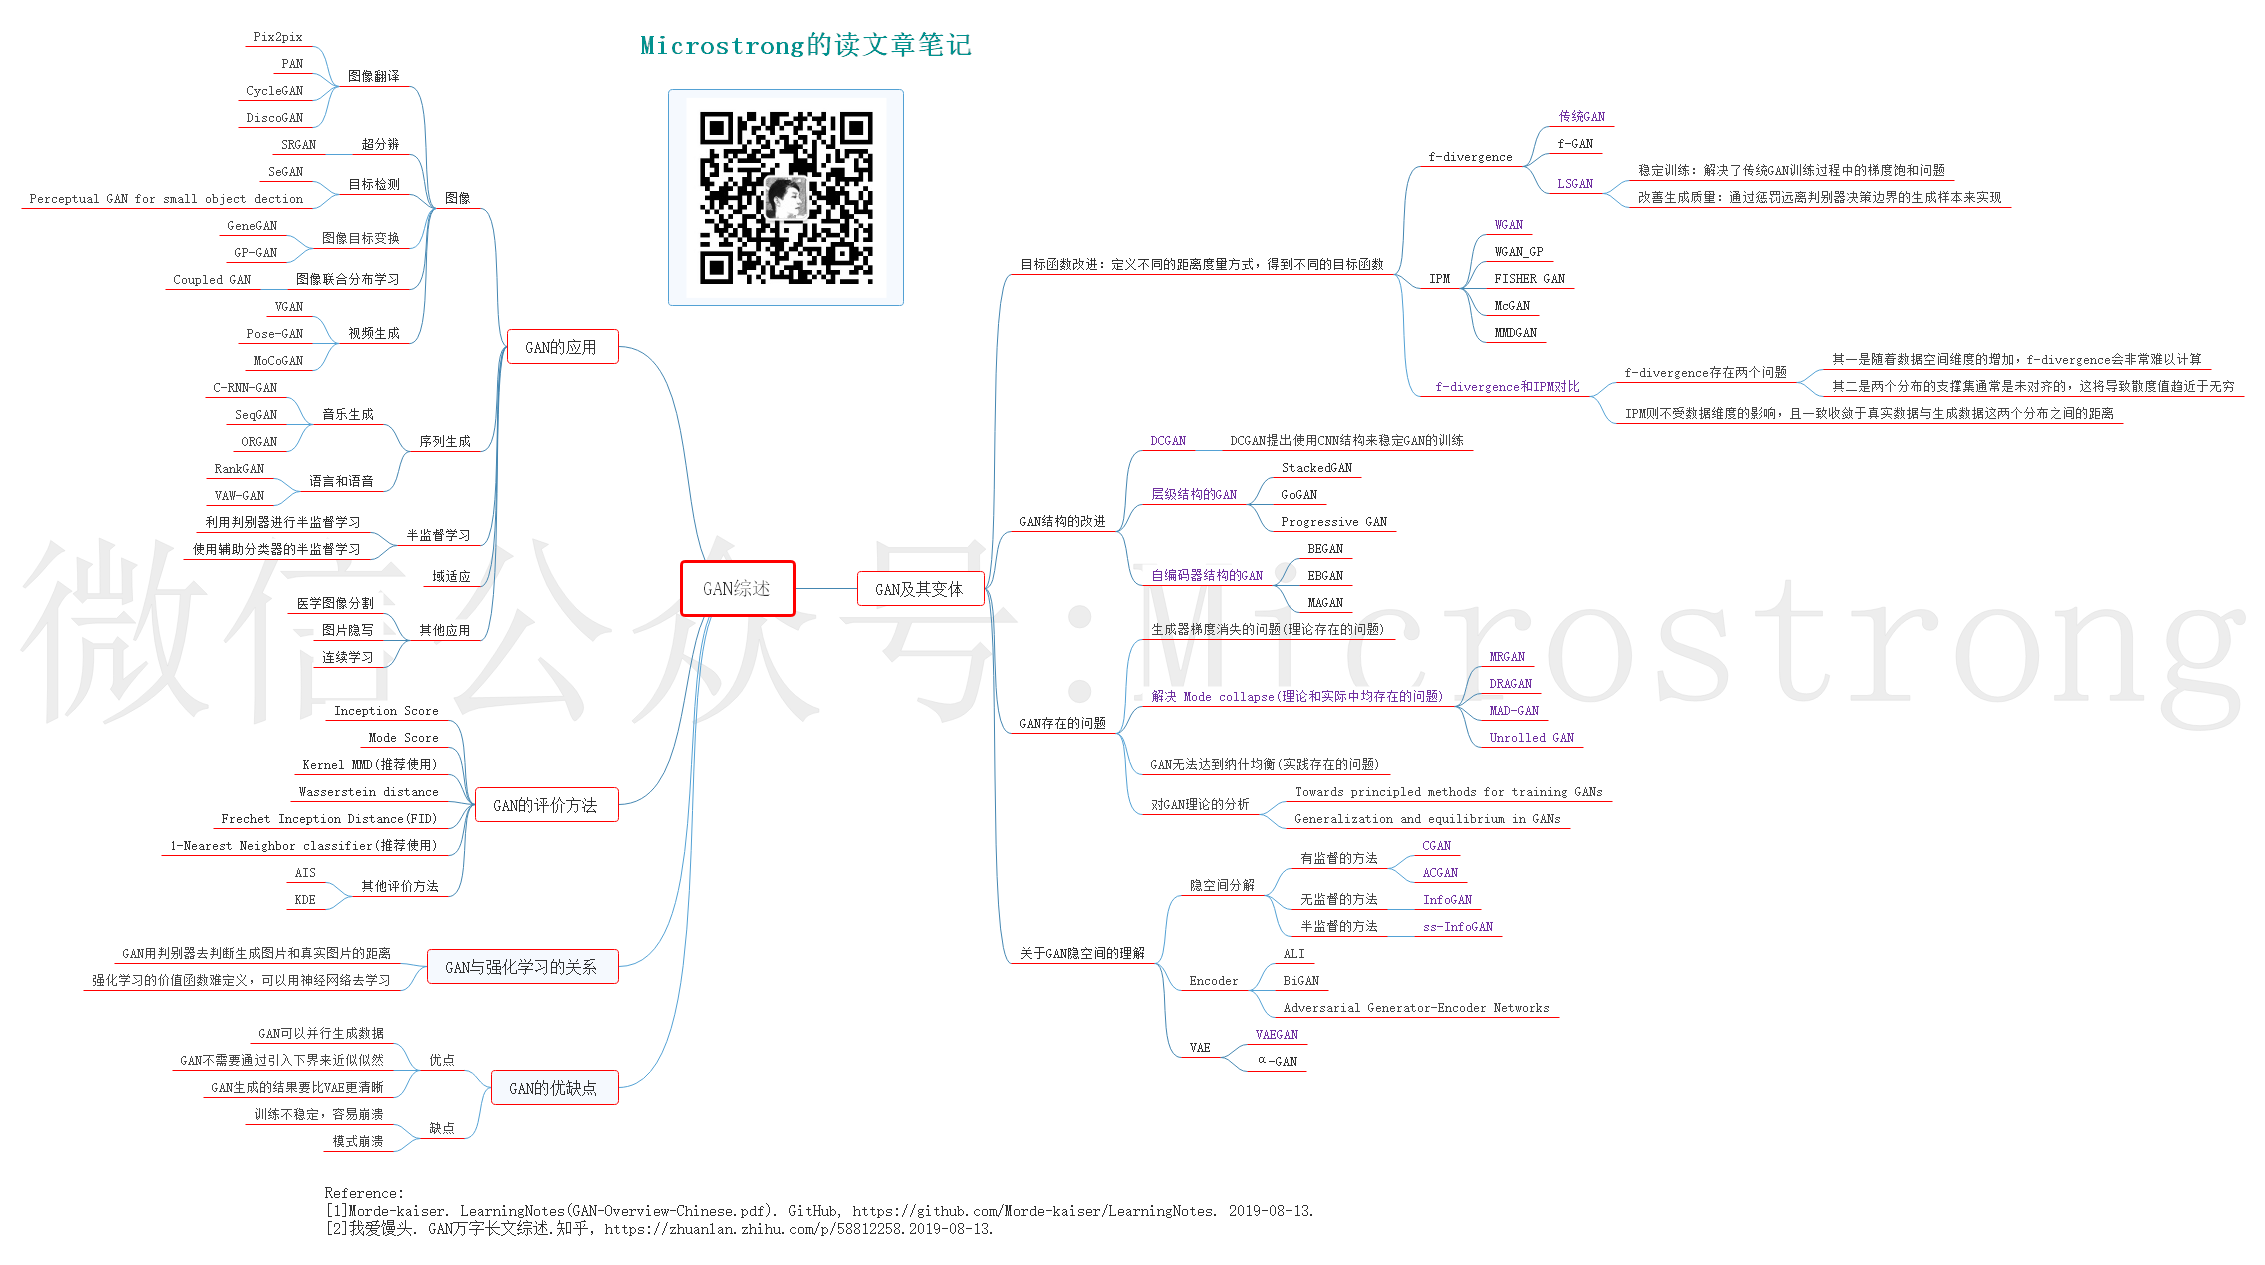 Microstrong的读文章笔记
GAN综述
GAN的应用
图像
图像翻译
Pix2pix
PAN
CycleGAN
DiscoGAN
超分辨
SRGAN
目标检测
SeGAN
Perceptual GAN for small object dection
图像目标变换
GeneGAN
GP-GAN
图像联合分布学习
Coupled GAN
视频生成
VGAN
Pose-GAN
MoCoGAN
序列生成
音乐生成
C-RNN-GAN
SeqGAN
ORGAN
语言和语音
RankGAN
VAW-GAN
半监督学习
利用判别器进行半监督学习
使用辅助分类器的半监督学习
域适应
其他应用
医学图像分割
图片隐写
连续学习
GAN的评价方法
Inception Score
Mode Score
Kernel MMD(推荐使用)
Wasserstein distance
Frechet Inception Distance(FID)
1-Nearest Neighbor classifier(推荐使用)
其他评价方法
AIS
KDE
GAN与强化学习的关系
GAN用判别器去判断生成图片和真实图片的距离
强化学习的价值函数难定义，可以用神经网络去学习
GAN的优缺点
优点
GAN可以并行生成数据
GAN不需要通过引入下界来近似似然
GAN生成的结果要比VAE更清晰
缺点
训练不稳定，容易崩溃
模式崩溃
GAN及其变体
目标函数改进：定义不同的距离度量方式，得到不同的目标函数
f-divergence
传统GAN
f-GAN
LSGAN
稳定训练：解决了传统GAN训练过程中的梯度饱和问题
改善生成质量：通过惩罚远离判别器决策边界的生成样本来实现
IPM
WGAN
WGAN_GP
FISHER GAN
McGAN
MMDGAN
f-divergence和IPM对比
f-divergence存在两个问题
其一是随着数据空间维度的增加，f-divergence会非常难以计算
其二是两个分布的支撑集通常是未对齐的，这将导致散度值趋近于无穷
IPM则不受数据维度的影响，且一致收敛于真实数据与生成数据这两个分布之间的距离
GAN结构的改进
DCGAN
DCGAN提出使用CNN结构来稳定GAN的训练
层级结构的GAN
StackedGAN
GoGAN
Progressive GAN
自编码器结构的GAN
BEGAN
EBGAN
MAGAN
GAN存在的问题
生成器梯度消失的问题(理论存在的问题)
解决 Mode collapse(理论和实际中均存在的问题)
MRGAN
DRAGAN
MAD-GAN
Unrolled GAN
GAN无法达到纳什均衡(实践存在的问题)
对GAN理论的分析
Towards principled methods for training GANs
Generalization and equilibrium in GANs
关于GAN隐空间的理解
隐空间分解
有监督的方法
CGAN
ACGAN
无监督的方法
InfoGAN
半监督的方法
ss-InfoGAN
Encoder
ALI
BiGAN
Adversarial Generator-Encoder Networks
VAE
VAEGAN
α-GAN
微信公众号:Microstrong
Reference:
[1]Morde-kaiser. LearningNotes(GAN-Overview-Chinese.pdf). GitHub, https://github.com/Morde-kaiser/LearningNotes. 2019-08-13.
[2]我爱馒头. GAN万字长文综述.知乎, https://zhuanlan.zhihu.com/p/58812258.2019-08-13.